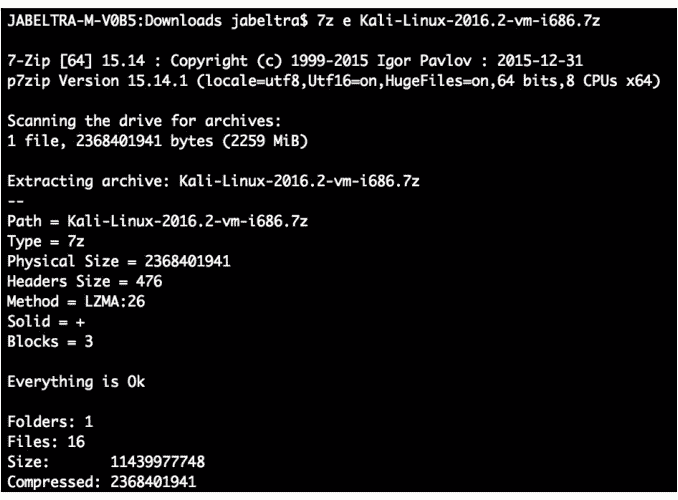 JABELTRA-M-V0B5:Downloads jabeltra$ 7z e Kali-Linux-2016.2-vm-i686.7z
7-Zip [64] 15.14 : Copyright (c) 1999-2015 Igor Pavlov : 2015-12-31
p7zip Version 15.14.1 (locale=utf8,Utf16=on,HugeFiles=on,64 bits,8 CPUs x64)
Scanning the drive for archives:
1 file, 2368401941 bytes (2259 MiB)
Extracting archive: Kali-Linux-2016.2-vm-i686.7z
--
Path = Kali-Linux-2016.2-vm-i686.7z
Type = 7z
Physical Size = 2368401941
Headers Size = 476
Method = LZMA:26
Solid = +
Blocks = 3
Everything is Ok
Folders: 1
Files: 16
Size:       11439977748
Compressed: 2368401941